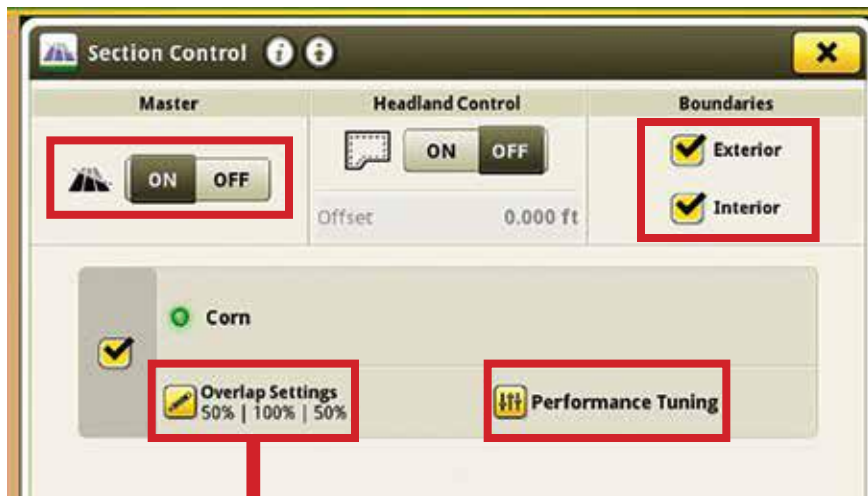 Section Control
Master
Headland Control
Boundaries
ON OFF
ON OFF
Exterior
Offset 0.000 ft
Interior
Corn
Overlap Settings
50% | 100% | 50%
Performance Tuning